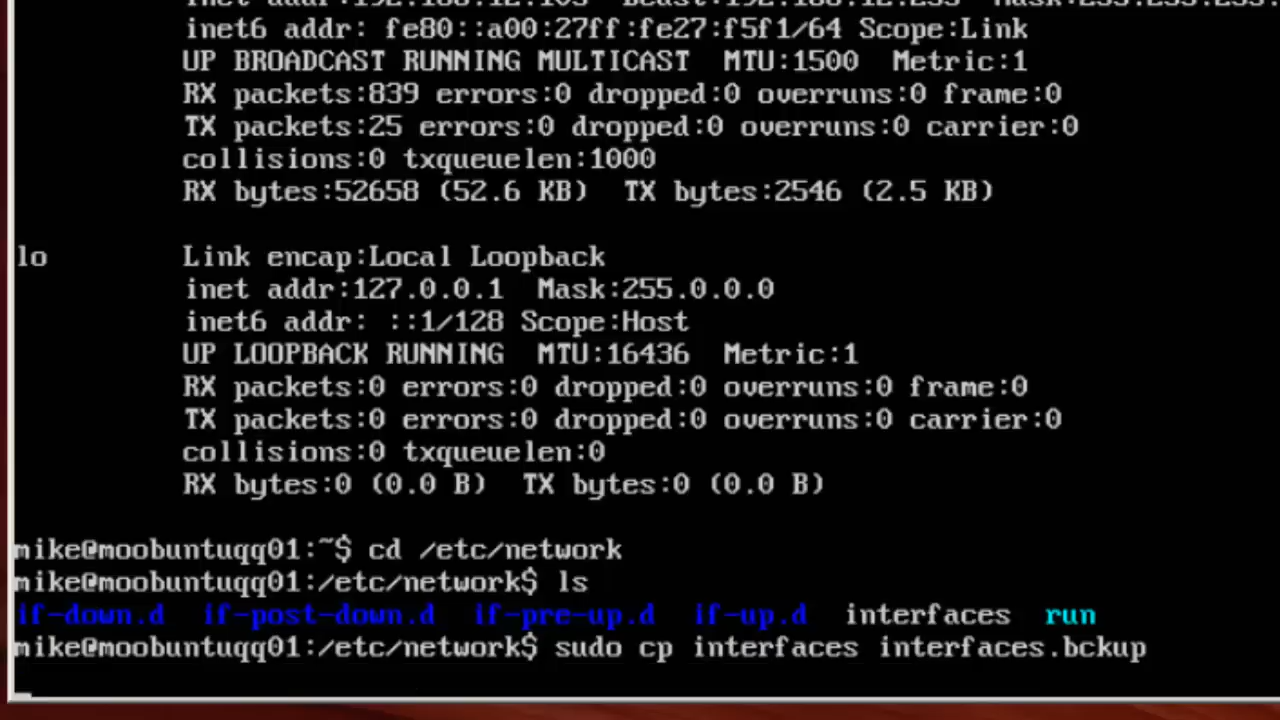 inet6 addr: fe80::a00:27ff:fe27:f5f1/64 Scope:Link
UP BROADCAST RUNNING MULTICAST  MTU:1500  Metric:1
RX packets:839 errors:0 dropped:0 overruns:0 frame:0
TX packets:25 errors:0 dropped:0 overruns:0 carrier:0
collisions:0 txqueuelen:1000
RX bytes:52658 (52.6 KB)  TX bytes:2546 (2.5 KB)
lo        Link encap:Local Loopback
inet addr:127.0.0.1  Mask:255.0.0.0
inet6 addr: ::1/128 Scope:Host
UP LOOPBACK RUNNING  MTU:16436  Metric:1
RX packets:0 errors:0 dropped:0 overruns:0 frame:0
TX packets:0 errors:0 dropped:0 overruns:0 carrier:0
collisions:0 txqueuelen:0
RX bytes:0 (0.0 B)  TX bytes:0 (0.0 B)
mike@moobuntuqq01:~$ cd /etc/network
mike@moobuntuqq01:/etc/network$ ls
if-down.d  if-post-down.d  if-pre-up.d  if-up.d  interfaces  run
mike@moobuntuqq01:/etc/network$ sudo cp interfaces interfaces.bckup